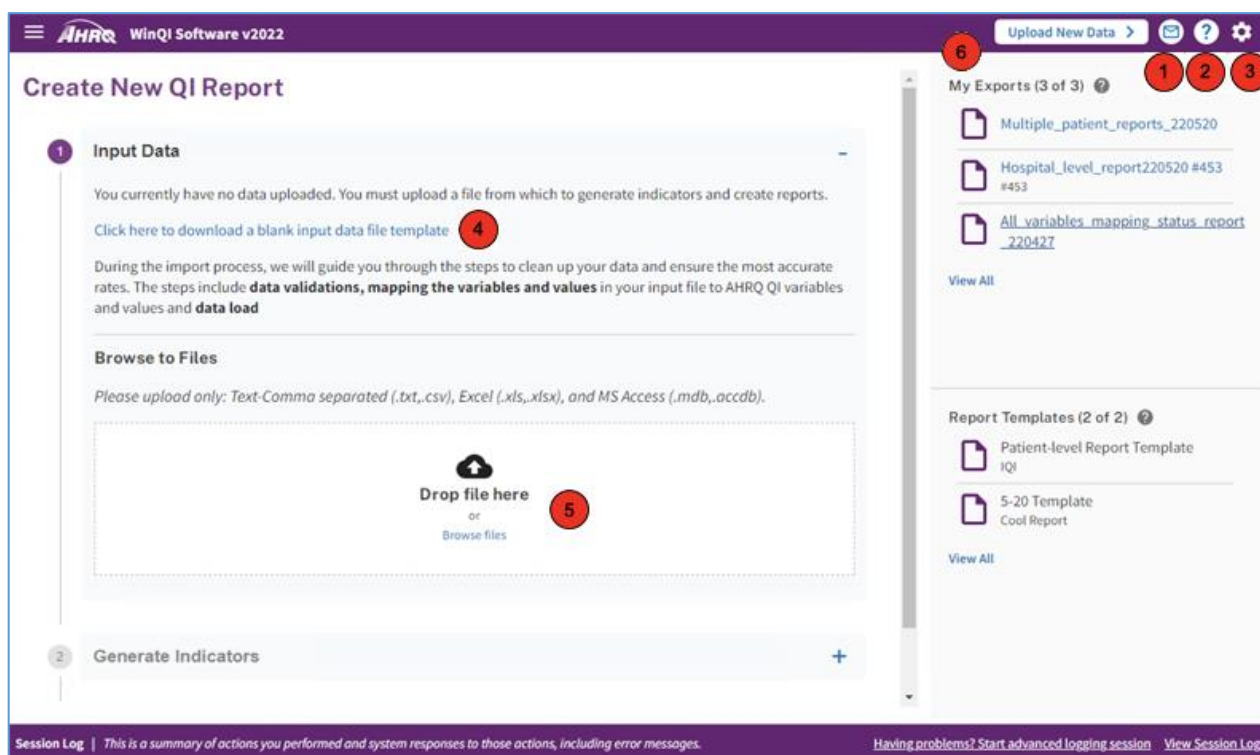 AHRQ WinQI Software v2022
Upload New Data
?
6
1
2
3
Create New QI Report
1
Input Data
You currently have no data uploaded. You must upload a file from which to generate indicators and create reports.
Click here to download a blank input data file template
4
During the import process, we will guide you through the steps to clean up your data and ensure the most accurate
rates. The steps include data validations, mapping the variables and values in your input file to AHRQ QI variables
and values and data load
Browse to Files
Please upload only: Text-Comma separated (.txt,.csv), Excel (.xls,.xlsx), and MS Access (.mdb,.accdb).
Drop file here
or
Browse files
5
2
Generate Indicators
My Exports (3 of 3) ?
Multiple_patient_reports_220520
Hospital_level_report220520 #453
#453
All_variables_mapping_status_report
_220427
View All
Report Templates (2 of 2) ?
Patient-level Report Template
IQI
5-20 Template
Cool Report
View All
Session Log | This is a summary of actions you performed and system responses to those actions, including error messages.
Having problems? Start advanced logging session View Session Log